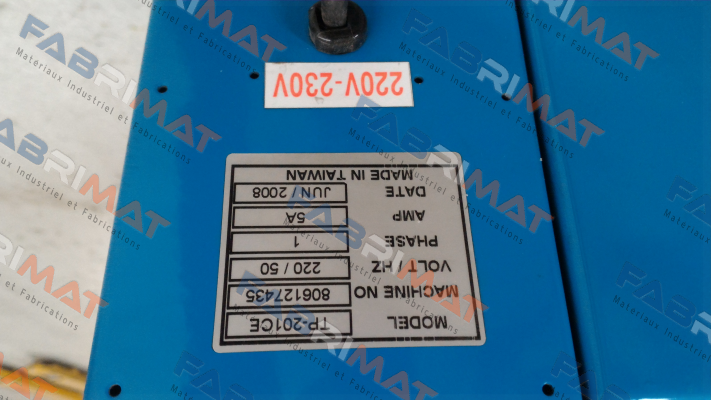 MODEL TP-201CE
MACHINE NO 806127435
VOLT / HZ 220 / 50
PHASE 1
AMP 5A
DATE JUN / 2008
MADE IN TAIWAN
220V-230V
FABRIMAT
Materiaux Industriel et Fabrications